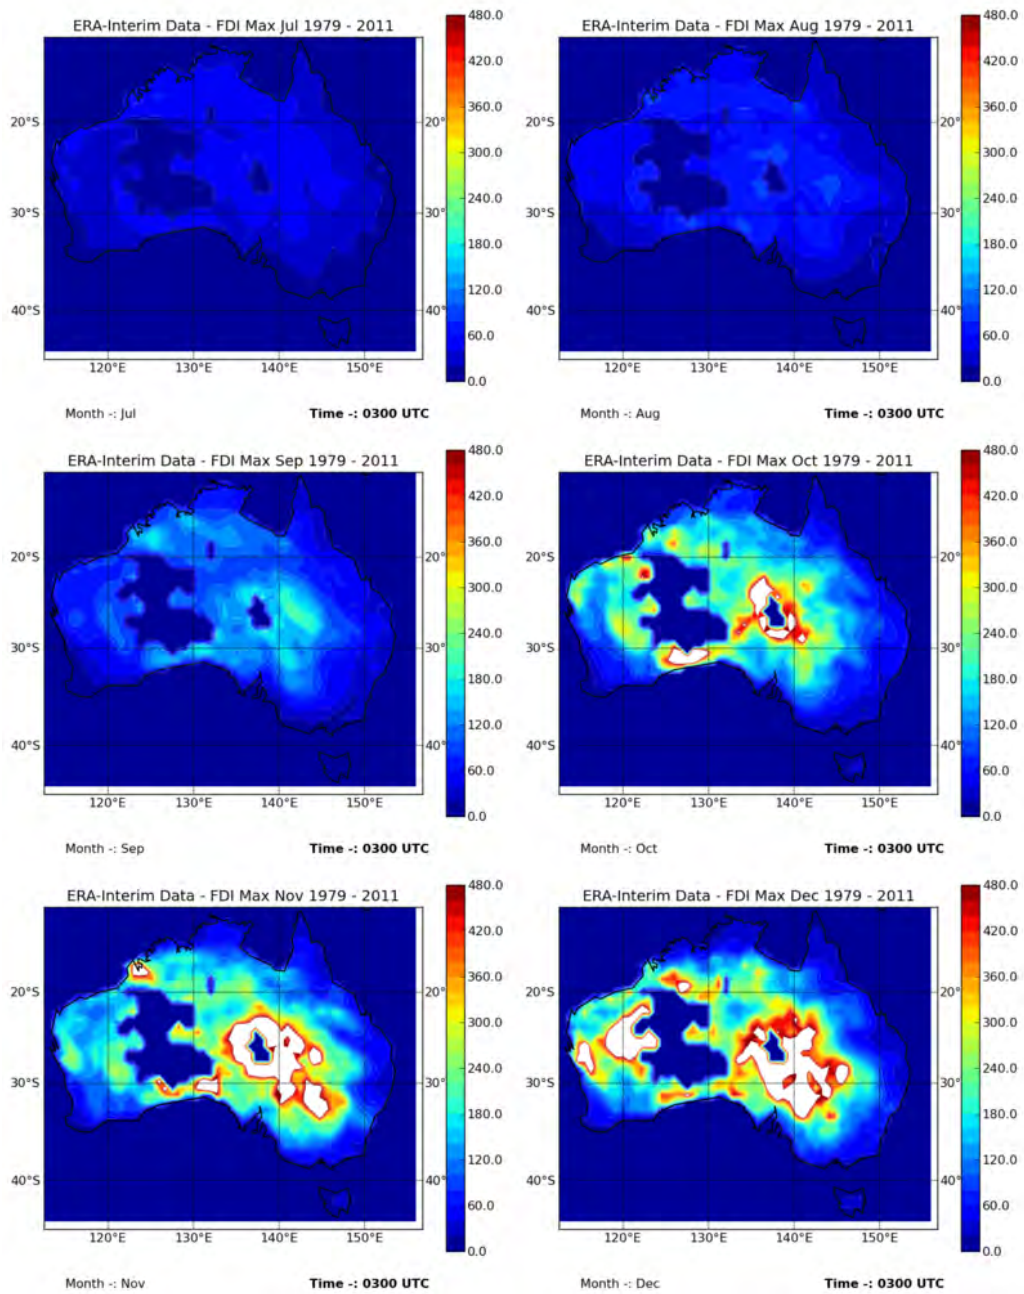 ERA-Interim Data - FDI Max Jul 1979 - 2011
480.0
420.0
360.0
300.0
240.0
180.0
120.0
60.0
0.0
20°S
30°S
40°S
20°
30°
40°
120°E 130°E 140°E 150°E
Month -: Jul Time -: 0300 UTC
ERA-Interim Data - FDI Max Aug 1979 - 2011
480.0
420.0
360.0
300.0
240.0
180.0
120.0
60.0
0.0
20°S
30°S
40°S
20°
30°
40°
120°E 130°E 140°E 150°E
Month -: Aug Time -: 0300 UTC
ERA-Interim Data - FDI Max Sep 1979 - 2011
480.0
420.0
360.0
300.0
240.0
180.0
120.0
60.0
0.0
20°S
30°S
40°S
20°
30°
40°
120°E 130°E 140°E 150°E
Month -: Sep Time -: 0300 UTC
ERA-Interim Data - FDI Max Oct 1979 - 2011
480.0
420.0
360.0
300.0
240.0
180.0
120.0
60.0
0.0
20°S
30°S
40°S
20°
30°
40°
120°E 130°E 140°E 150°E
Month -: Oct Time -: 0300 UTC
ERA-Interim Data - FDI Max Nov 1979 - 2011
480.0
420.0
360.0
300.0
240.0
180.0
120.0
60.0
0.0
20°S
30°S
40°S
20°
30°
40°
120°E 130°E 140°E 150°E
Month -: Nov Time -: 0300 UTC
ERA-Interim Data - FDI Max Dec 1979 - 2011
480.0
420.0
360.0
300.0
240.0
180.0
120.0
60.0
0.0
20°S
30°S
40°S
20°
30°
40°
120°E 130°E 140°E 150°E
Month -: Dec Time -: 0300 UTC